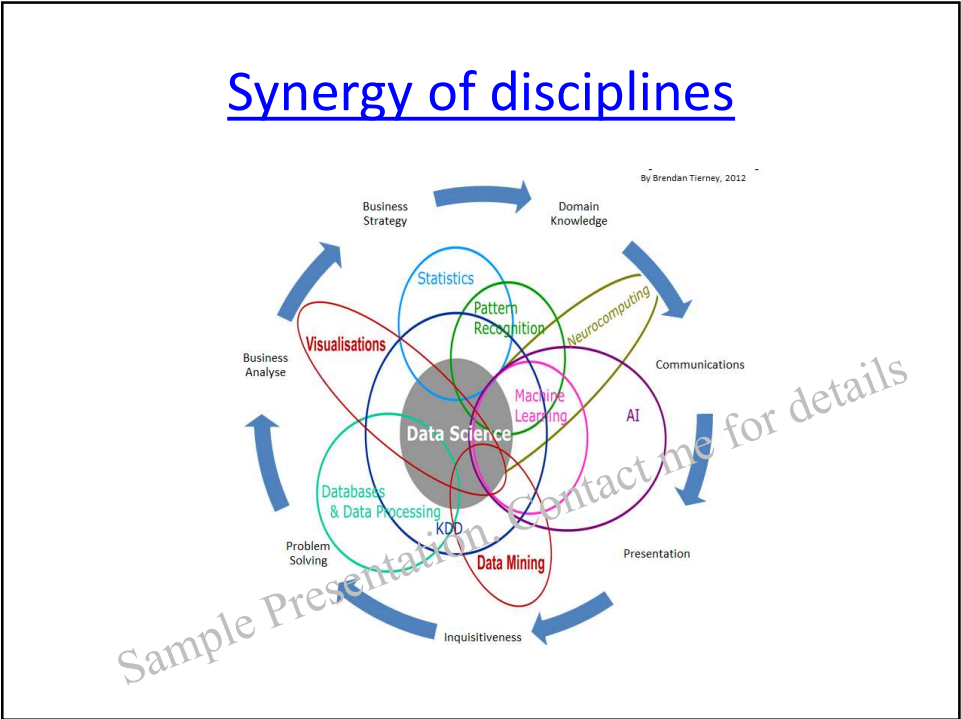 Synergy of disciplines
By Brendan Tierney, 2012
Business
Strategy
Domain
Knowledge
Statistics
Pattern
Recognition
Neurocomputing
Visualisations
Business
Analyse
Communications
Machine
Learning
AI
Data Science
Databases
& Data Processing
KDD
Problem
Solving
Data Mining
Presentation
Inquisitiveness
Sample Presentation. Contact me for details